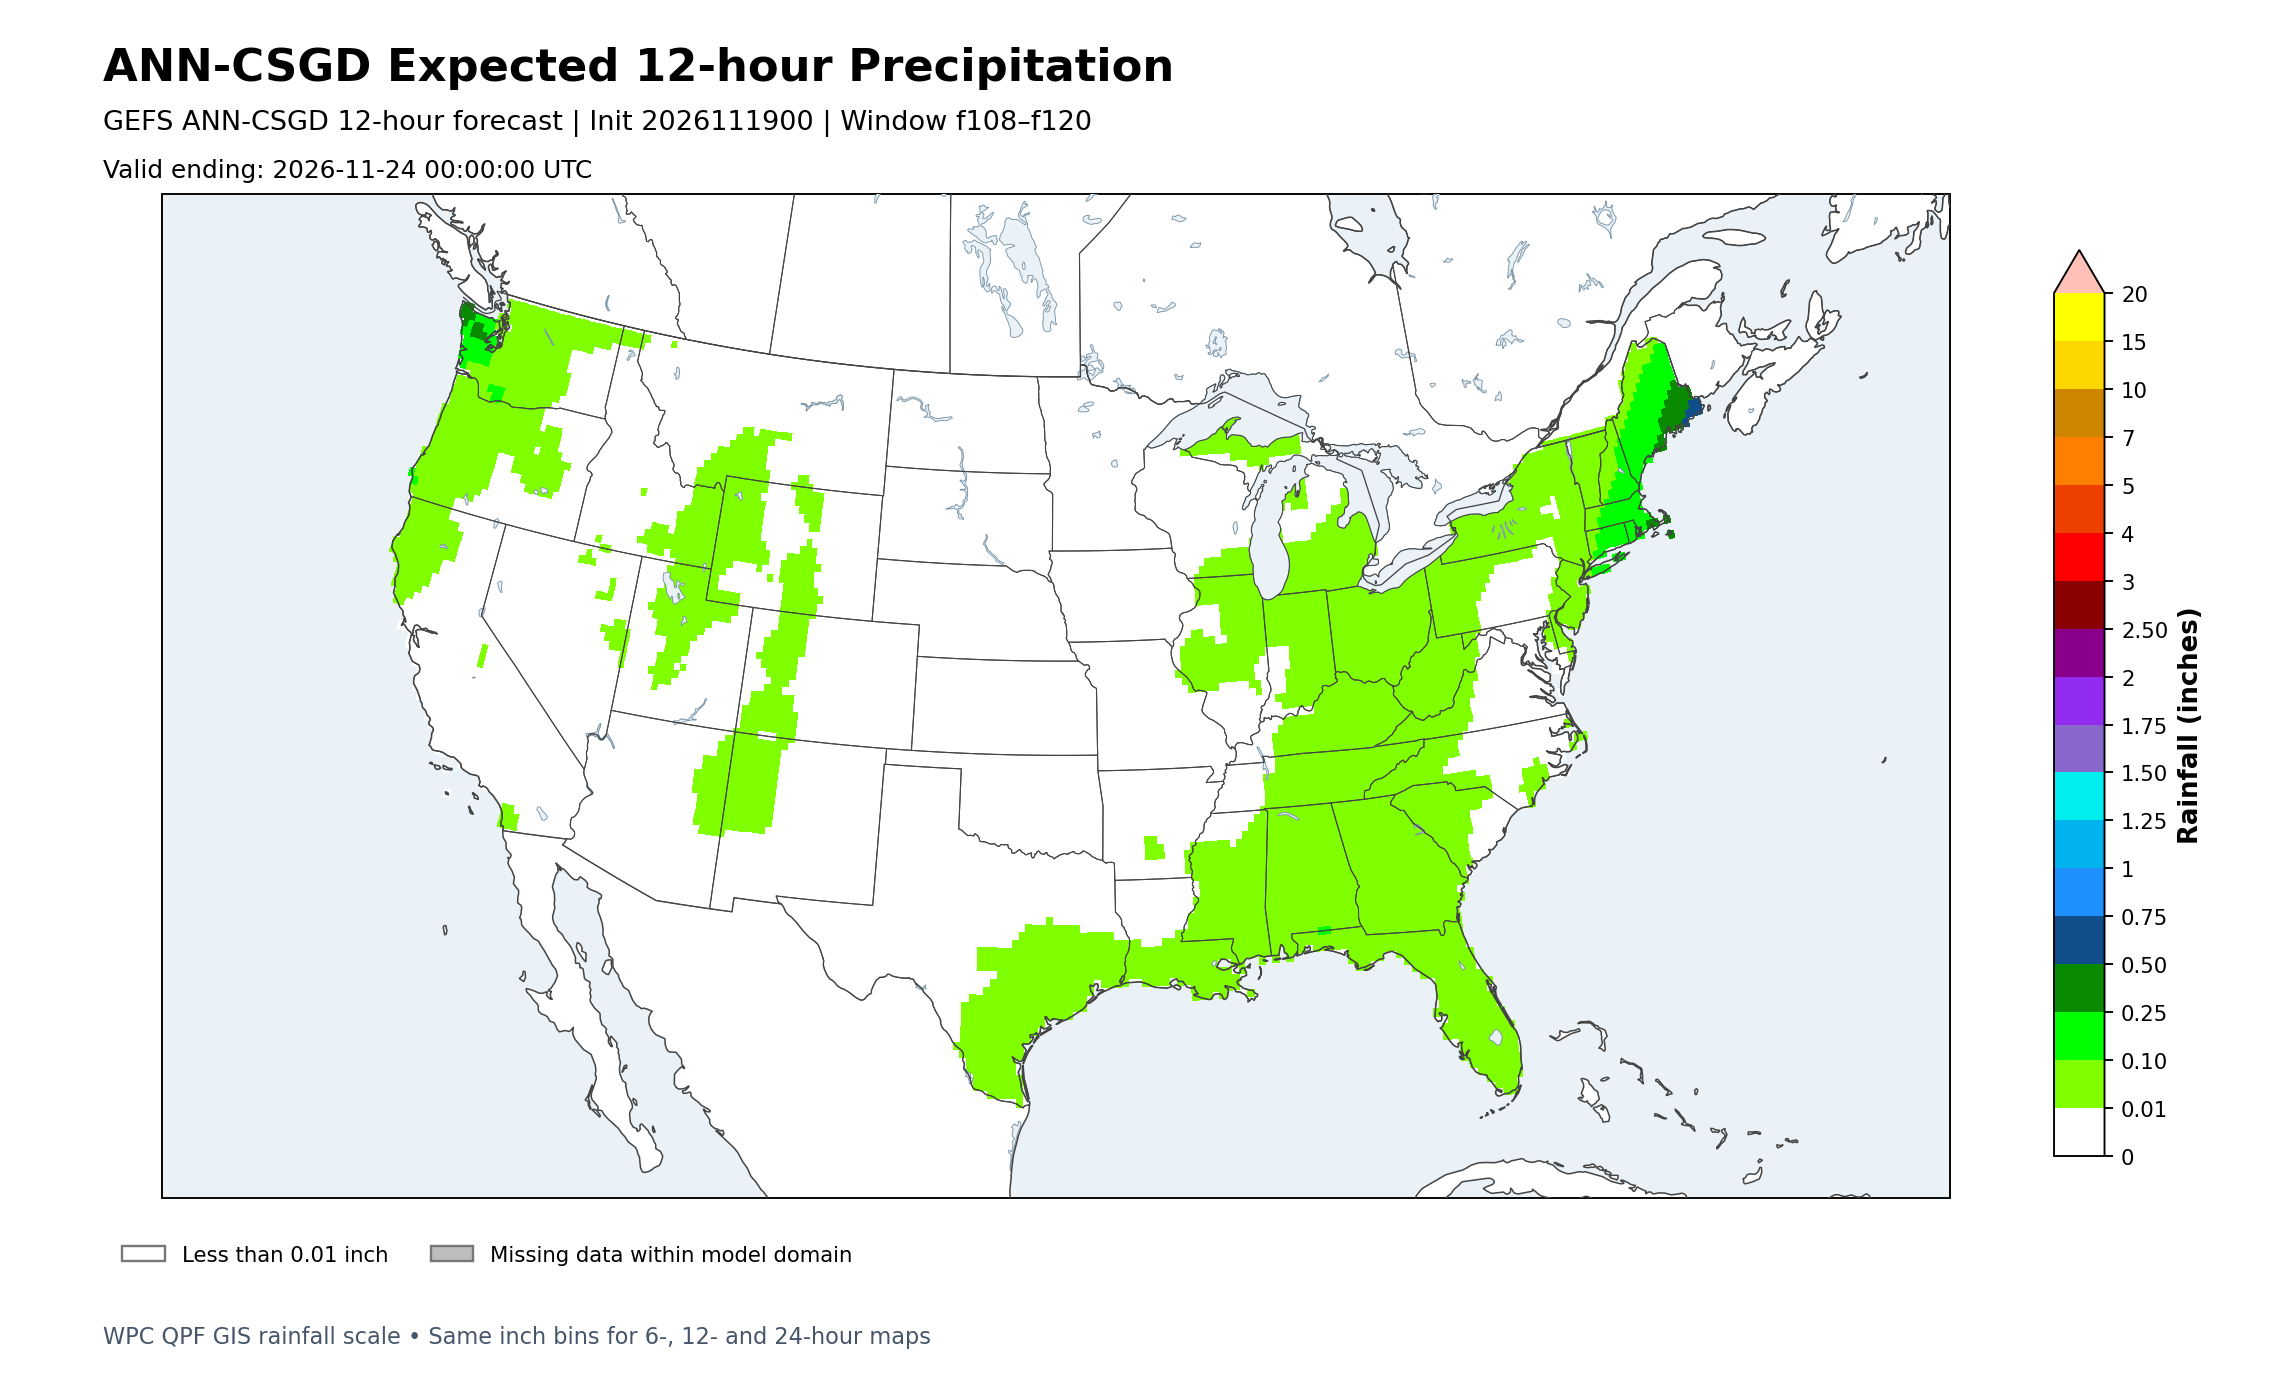 ANN-CSGD Expected 12-hour Precipitation
GEFS ANN-CSGD 12-hour forecast | Init 2026111900 | Window f108–f120
Valid ending: 2026-11-24 00:00:00 UTC
20
15
10
7
5
4
3
2.50
2
1.75
1.50
1.25
1
0.75
0.50
0.25
0.10
0.01
0
Rainfall (inches)
Less than 0.01 inch
Missing data within model domain
WPC QPF GIS rainfall scale • Same inch bins for 6-, 12- and 24-hour maps